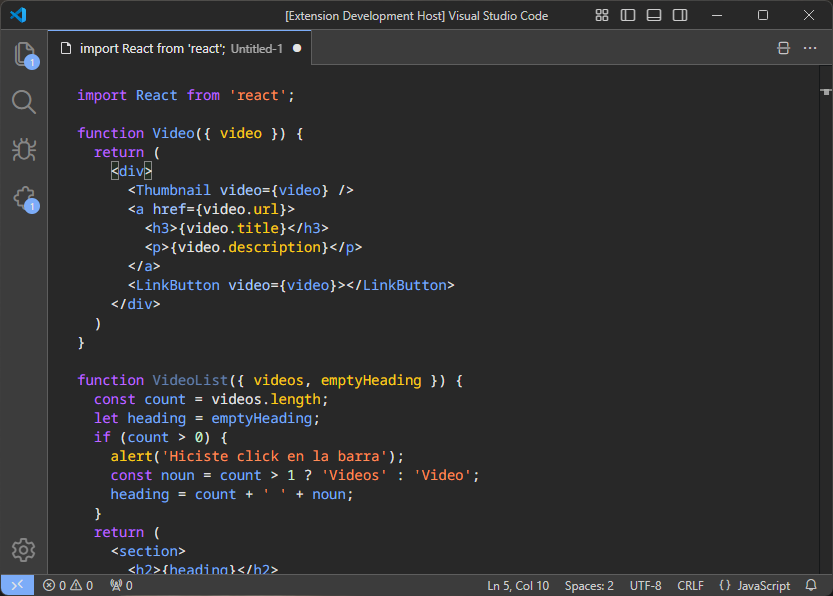 [Extension Development Host] Visual Studio Code
import React from 'react'; Untitled-1
1
1
import React from 'react';
function Video({ video }) {
  return (
    <div>
      <Thumbnail video={video} />
      <a href={video.url}>
        <h3>{video.title}</h3>
        <p>{video.description}</p>
      </a>
      <LinkButton video={video}></LinkButton>
    </div>
  )
}
function VideoList({ videos, emptyHeading }) {
  const count = videos.length;
  let heading = emptyHeading;
  if (count > 0) {
    alert('Hiciste click en la barra');
    const noun = count > 1 ? 'Videos' : 'Video';
    heading = count + ' ' + noun;
  }
  return (
    <section>
      <h2>{heading}</h2>
0 0 0 Ln 5, Col 10 Spaces: 2 UTF-8 CRLF {} JavaScript